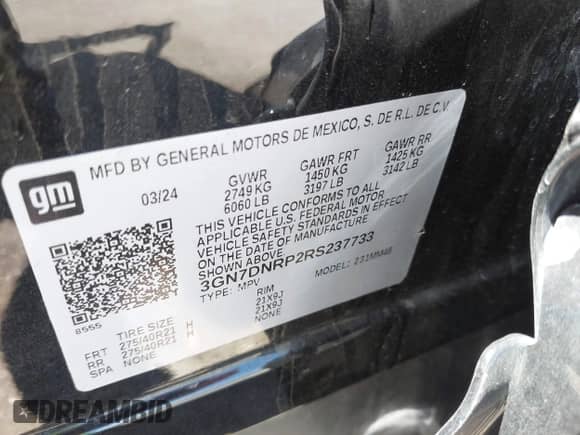 gm
MFD BY GENERAL MOTORS DE MEXICO, S. DE R.L. DE C.V.
03/24
GVWR
2749 KG
6060 LB
GAWR FRT
1450 KG
3197 LB
GAWR RR
1425 KG
3142 LB
THIS VEHICLE CONFORMS TO ALL
APPLICABLE U.S. FEDERAL MOTOR
VEHICLE SAFETY STANDARDS IN EFFECT
ON THE DATE OF MANUFACTURE
SHOWN ABOVE.
3GN7DNRP2RS237733
TYPE: MPV
MODEL: 231MM48
8555
TIRE SIZE
RIM
FRT 275/40R21 H 21X9J
RR 275/40R21 H 21X9J
SPA NONE NONE
DREAMBID